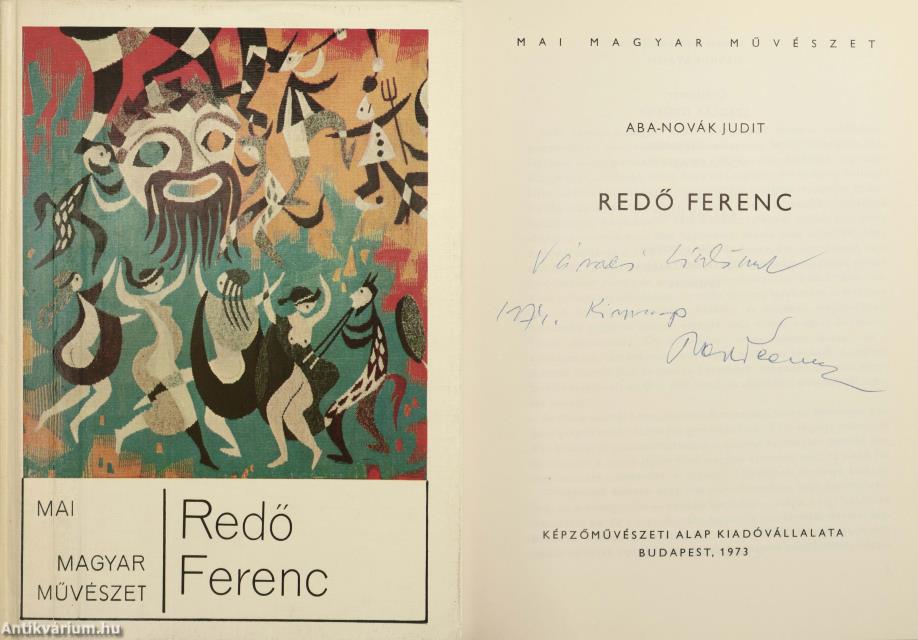 MAI
MAGYAR
MŰVÉSZET
Redő
Ferenc
Antikvárium.hu
MAI MAGYAR MŰVÉSZET
ABA-NOVÁK JUDIT
REDŐ FERENC
KÉPZŐMŰVÉSZETI ALAP KIADÓVÁLLALATA
BUDAPEST, 1973